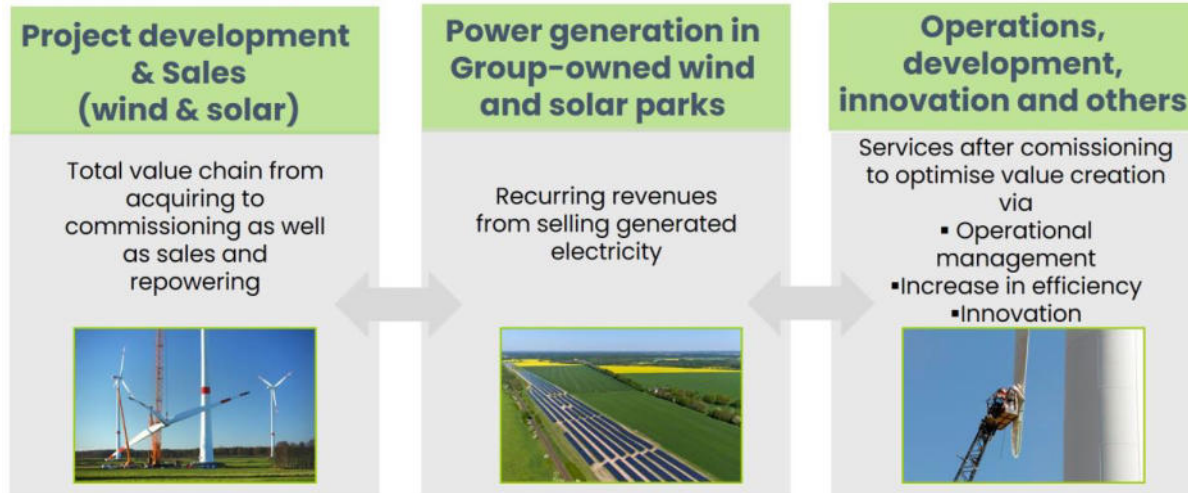 Project development
& Sales
(wind & solar)
Total value chain from
acquiring to
commissioning as well
as sales and
repowering
Power generation in
Group-owned wind
and solar parks
Recurring revenues
from selling generated
electricity
Operations,
development,
innovation and others
Services after comissioning
to optimise value creation
via
▪ Operational
management
▪Increase in efficiency
▪Innovation